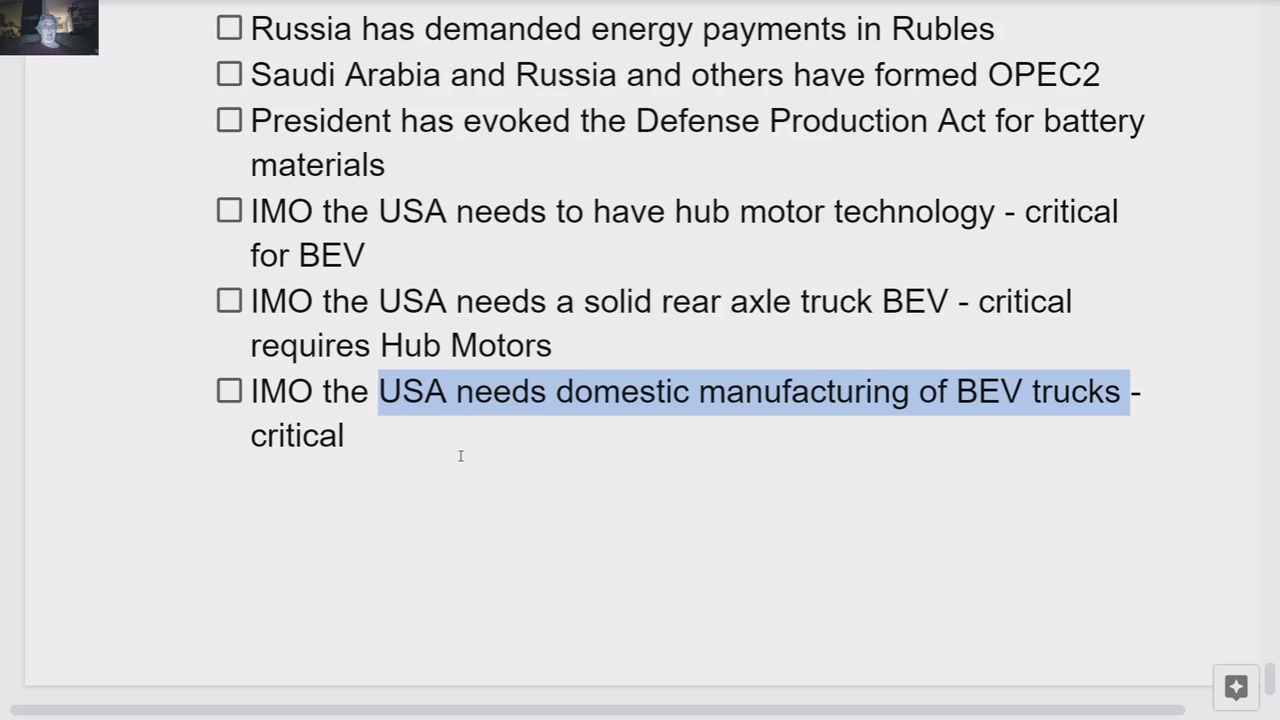 Russia has demanded energy payments in Rubles
Saudi Arabia and Russia and others have formed OPEC2
President has evoked the Defense Production Act for battery
materials
IMO the USA needs to have hub motor technology - critical
for BEV
IMO the USA needs a solid rear axle truck BEV - critical
requires Hub Motors
IMO the USA needs domestic manufacturing of BEV trucks -
critical